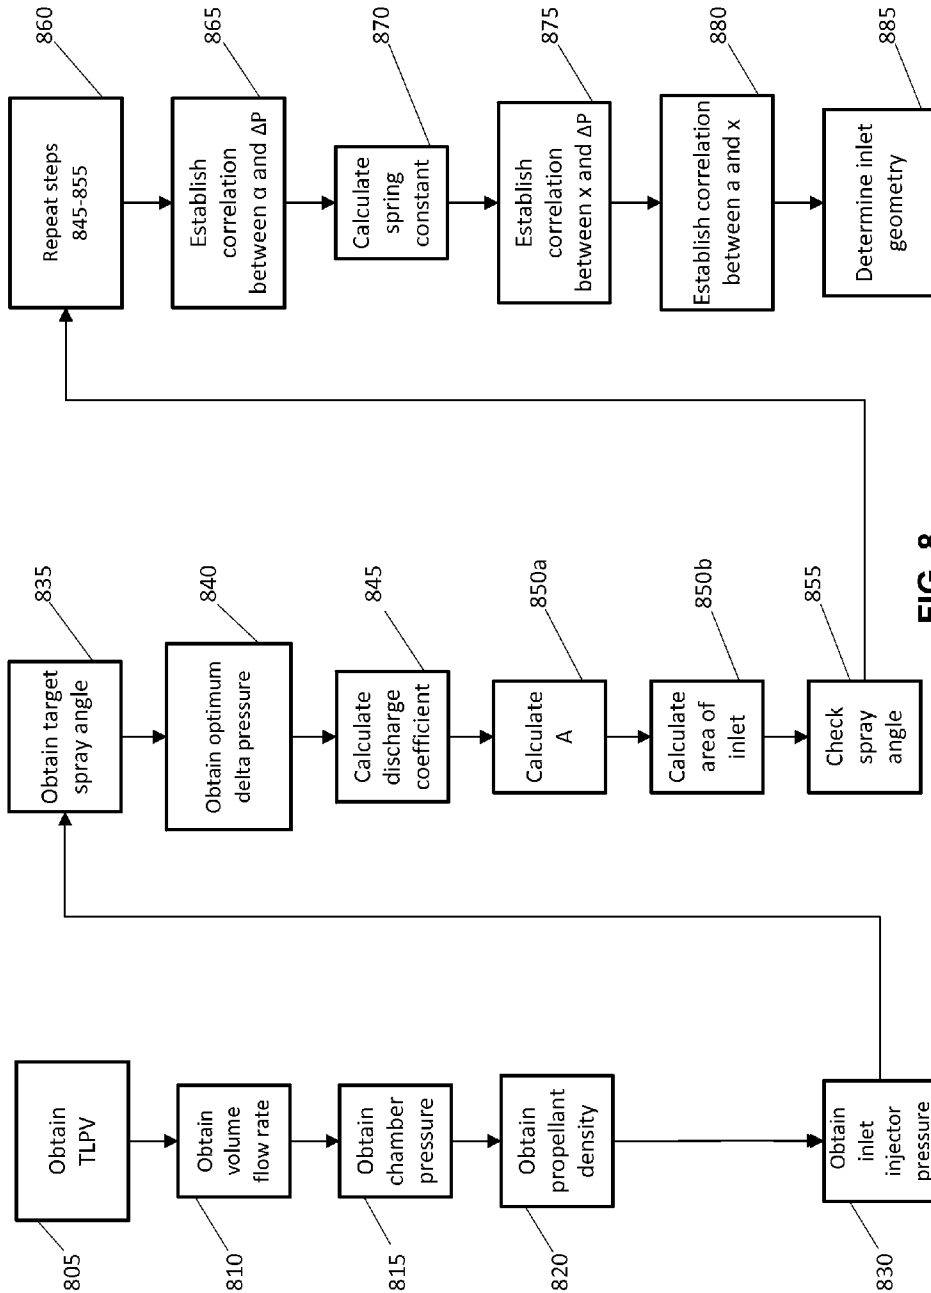 805
Obtain
TLPV
810
Obtain
volume
flow rate
815
Obtain
chamber
pressure
820
Obtain
propellant
density
830
Obtain
inlet
injector
pressure
835
Obtain target
spray angle
840
Obtain optimum
delta pressure
845
Calculate
discharge
coefficient
850a
Calculate
A
850b
Calculate
area of
inlet
855
Check
spray
angle
860
Repeat steps
845-855
865
Establish
correlation
between α and ΔP
870
Calculate
spring
constant
875
Establish
correlation
between x and ΔP
880
Establish correlation
between a and x
885
Determine inlet
geometry
FIG. 8